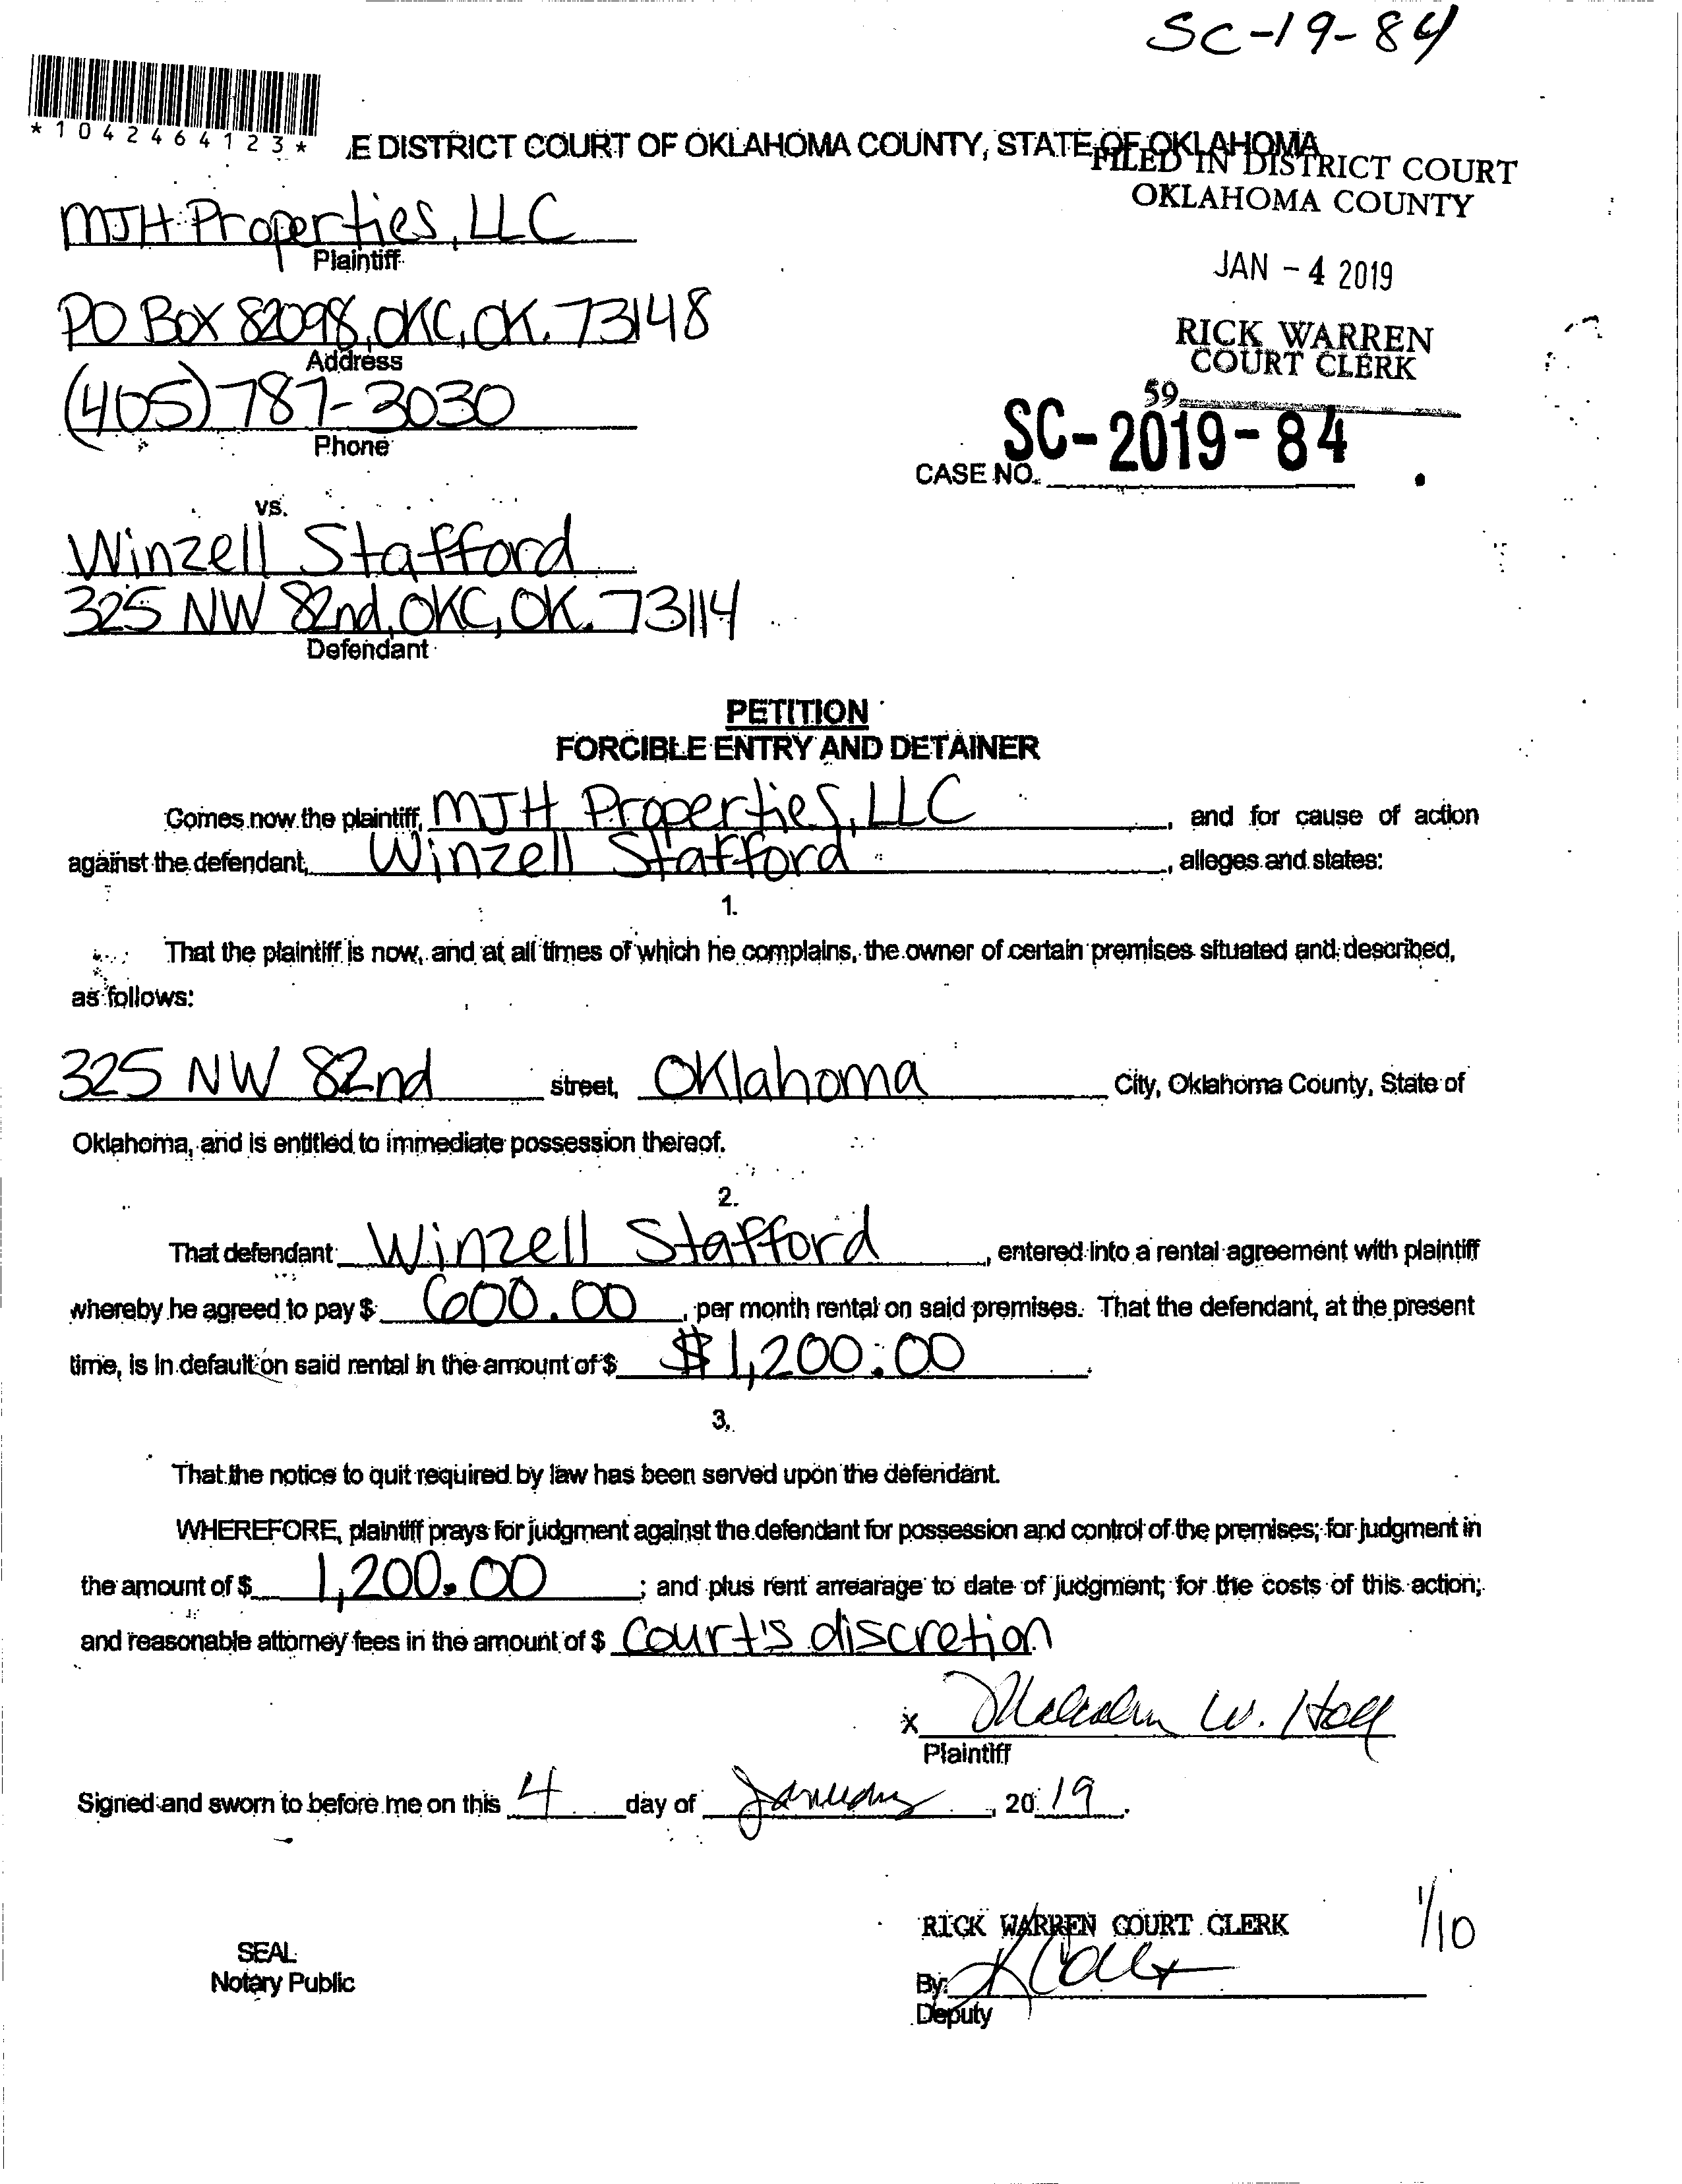 SC-19-84
*1042464123*
E DISTRICT COURT OF OKLAHOMA COUNTY, STATE OF OKLAHOMA
FILED IN DISTRICT COURT
OKLAHOMA COUNTY
MJH Properties, LLC
Plaintiff
JAN - 4 2019
PO Box 82098, OKC, OK. 73148
Address
RICK WARREN
COURT CLERK
(405) 787-3030
Phone
59
SC-2019-84
CASE NO.
vs.
Winzell Stafford
325 NW 82nd, OKC, OK. 73114
Defendant
PETITION
FORCIBLE ENTRY AND DETAINER
Comes now the plaintiff, MJH Properties, LLC, and for cause of action
against the defendant, Winzell Stafford, alleges and states:
1.
That the plaintiff is now, and at all times of which he complains, the owner of certain premises situated and described,
as follows:
325 NW 82nd street, Oklahoma City, Oklahoma County, State of
Oklahoma, and is entitled to immediate possession thereof.
2.
That defendant Winzell Stafford, entered into a rental agreement with plaintiff
whereby he agreed to pay $ 600.00, per month rental on said premises. That the defendant, at the present
time, is in default on said rental in the amount of $ $1,200.00.
3.
That the notice to quit required by law has been served upon the defendant.
WHEREFORE, plaintiff prays for judgment against the defendant for possession and control of the premises; for judgment in
the amount of $ 1,200.00; and plus rent arrearage to date of judgment; for the costs of this action;
and reasonable attorney fees in the amount of $ Court's discretion
x Malcolm W. Hall
Plaintiff
Signed and sworn to before me on this 4 day of January, 2019.
RICK WARREN COURT CLERK
1/10
SEAL
Notary Public
By:
Deputy